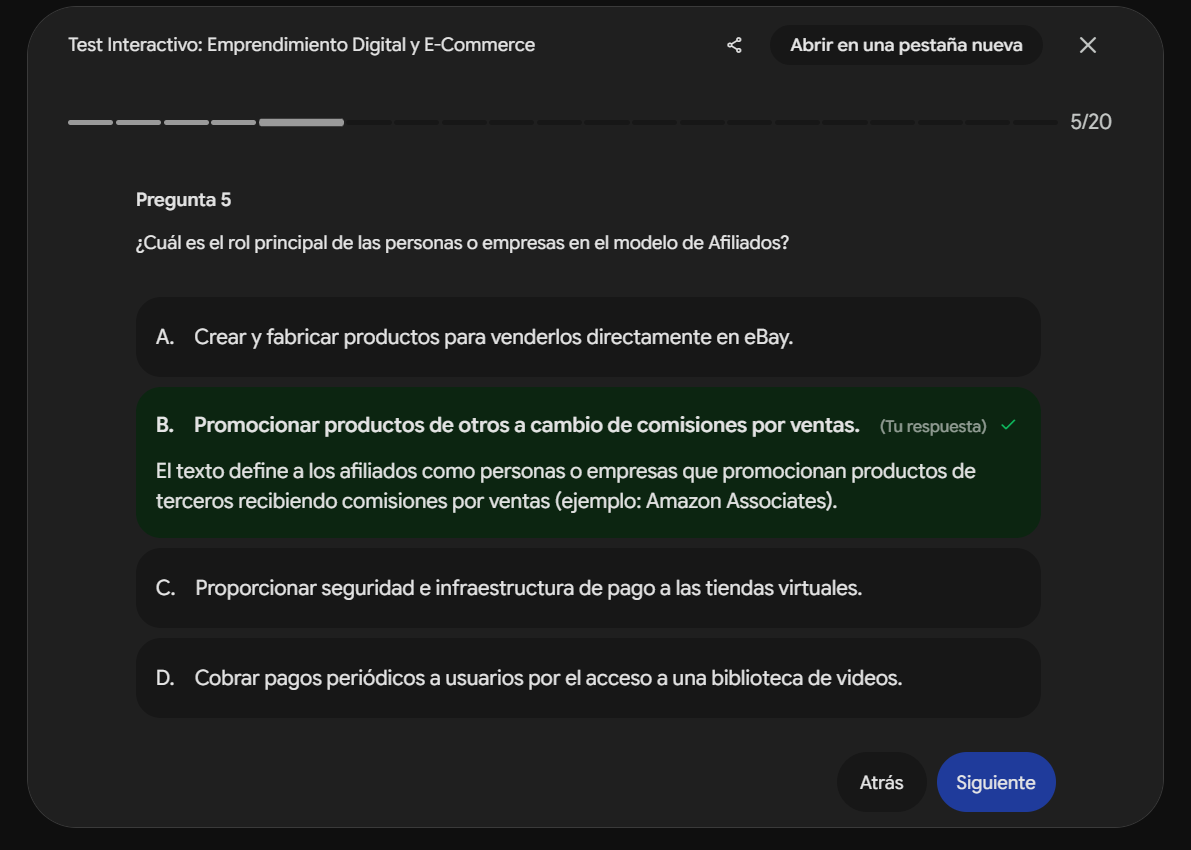 Test Interactivo: Emprendimiento Digital y E-Commerce
Abrir en una pestaña nueva
5/20
Pregunta 5
¿Cuál es el rol principal de las personas o empresas en el modelo de Afiliados?
A. Crear y fabricar productos para venderlos directamente en eBay.
B. Promocionar productos de otros a cambio de comisiones por ventas. (Tu respuesta)
El texto define a los afiliados como personas o empresas que promocionan productos de
terceros recibiendo comisiones por ventas (ejemplo: Amazon Associates).
C. Proporcionar seguridad e infraestructura de pago a las tiendas virtuales.
D. Cobrar pagos periódicos a usuarios por el acceso a una biblioteca de videos.
Atrás
Siguiente